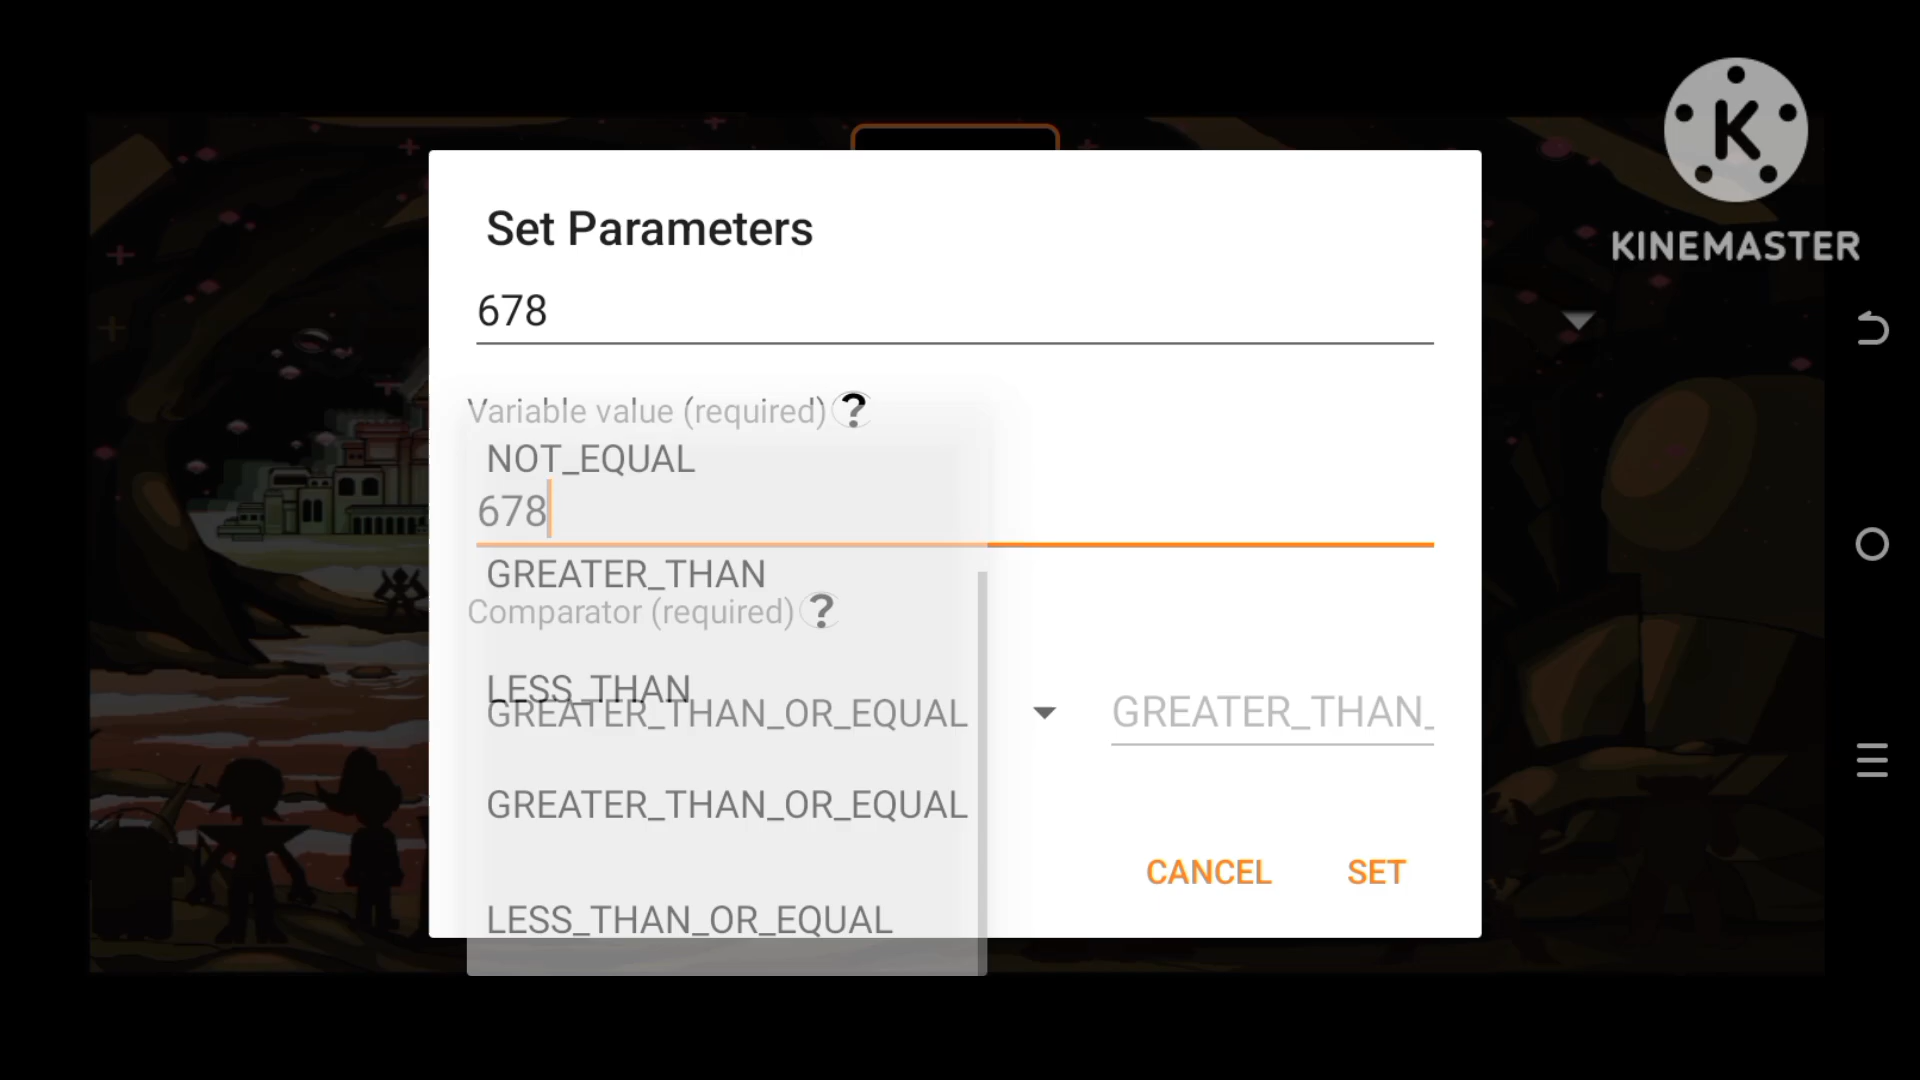 K
KINEMASTER
Set Parameters
678
Variable value (required) ?
NOT_EQUAL
678
GREATER_THAN
Comparator (required) ?
LESS_THAN
GREATER_THAN_OR_EQUAL
GREATER_THAN_
GREATER_THAN_OR_EQUAL
CANCEL
SET
LESS_THAN_OR_EQUAL